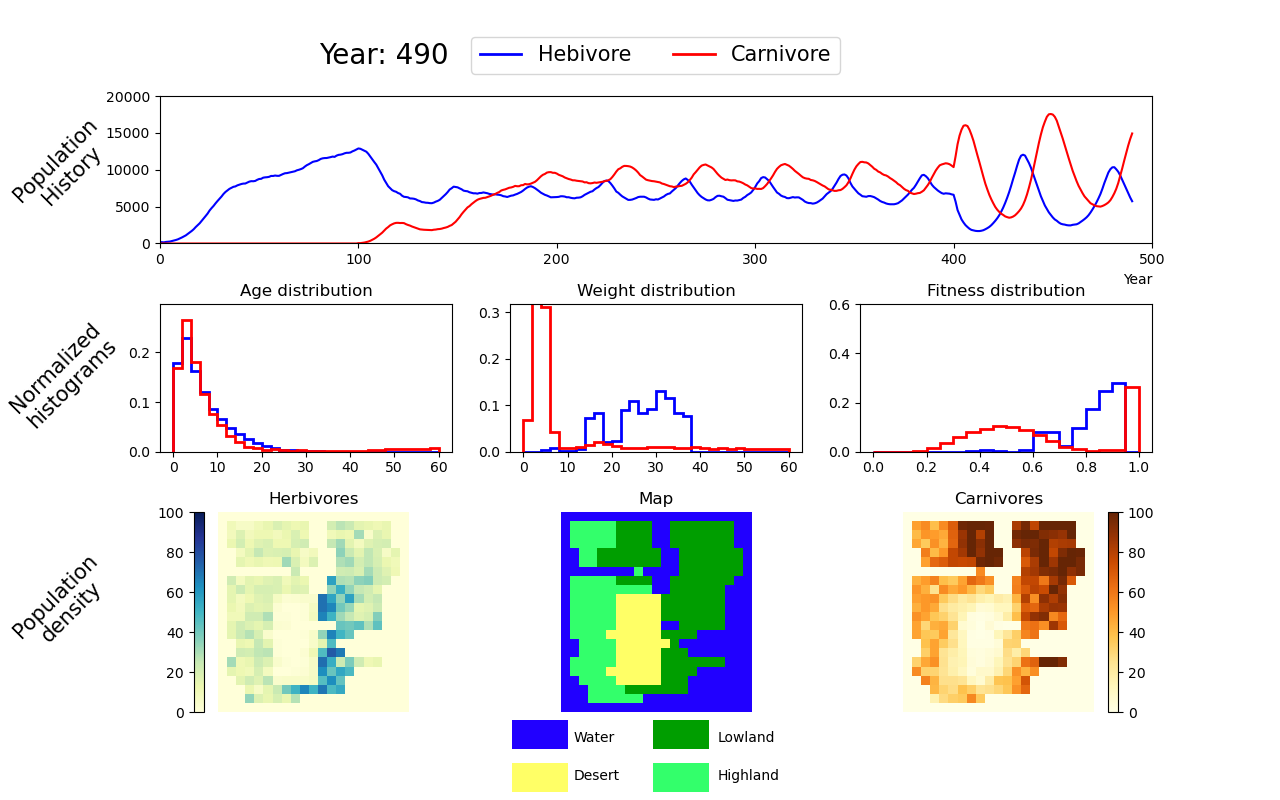 Year: 490
Hebivore
Carnivore
Population
History
20000
15000
10000
5000
0
0
100
200
300
400
500
Year
Normalized
histograms
Age distribution
0.2
0.1
0.0
0
10
20
30
40
50
60
Weight distribution
0.3
0.2
0.1
0.0
0
10
20
30
40
50
60
Fitness distribution
0.6
0.4
0.2
0.0
0.0
0.2
0.4
0.6
0.8
1.0
Population
density
Herbivores
100
80
60
40
20
0
Map
Carnivores
100
80
60
40
20
0
Water
Lowland
Desert
Highland